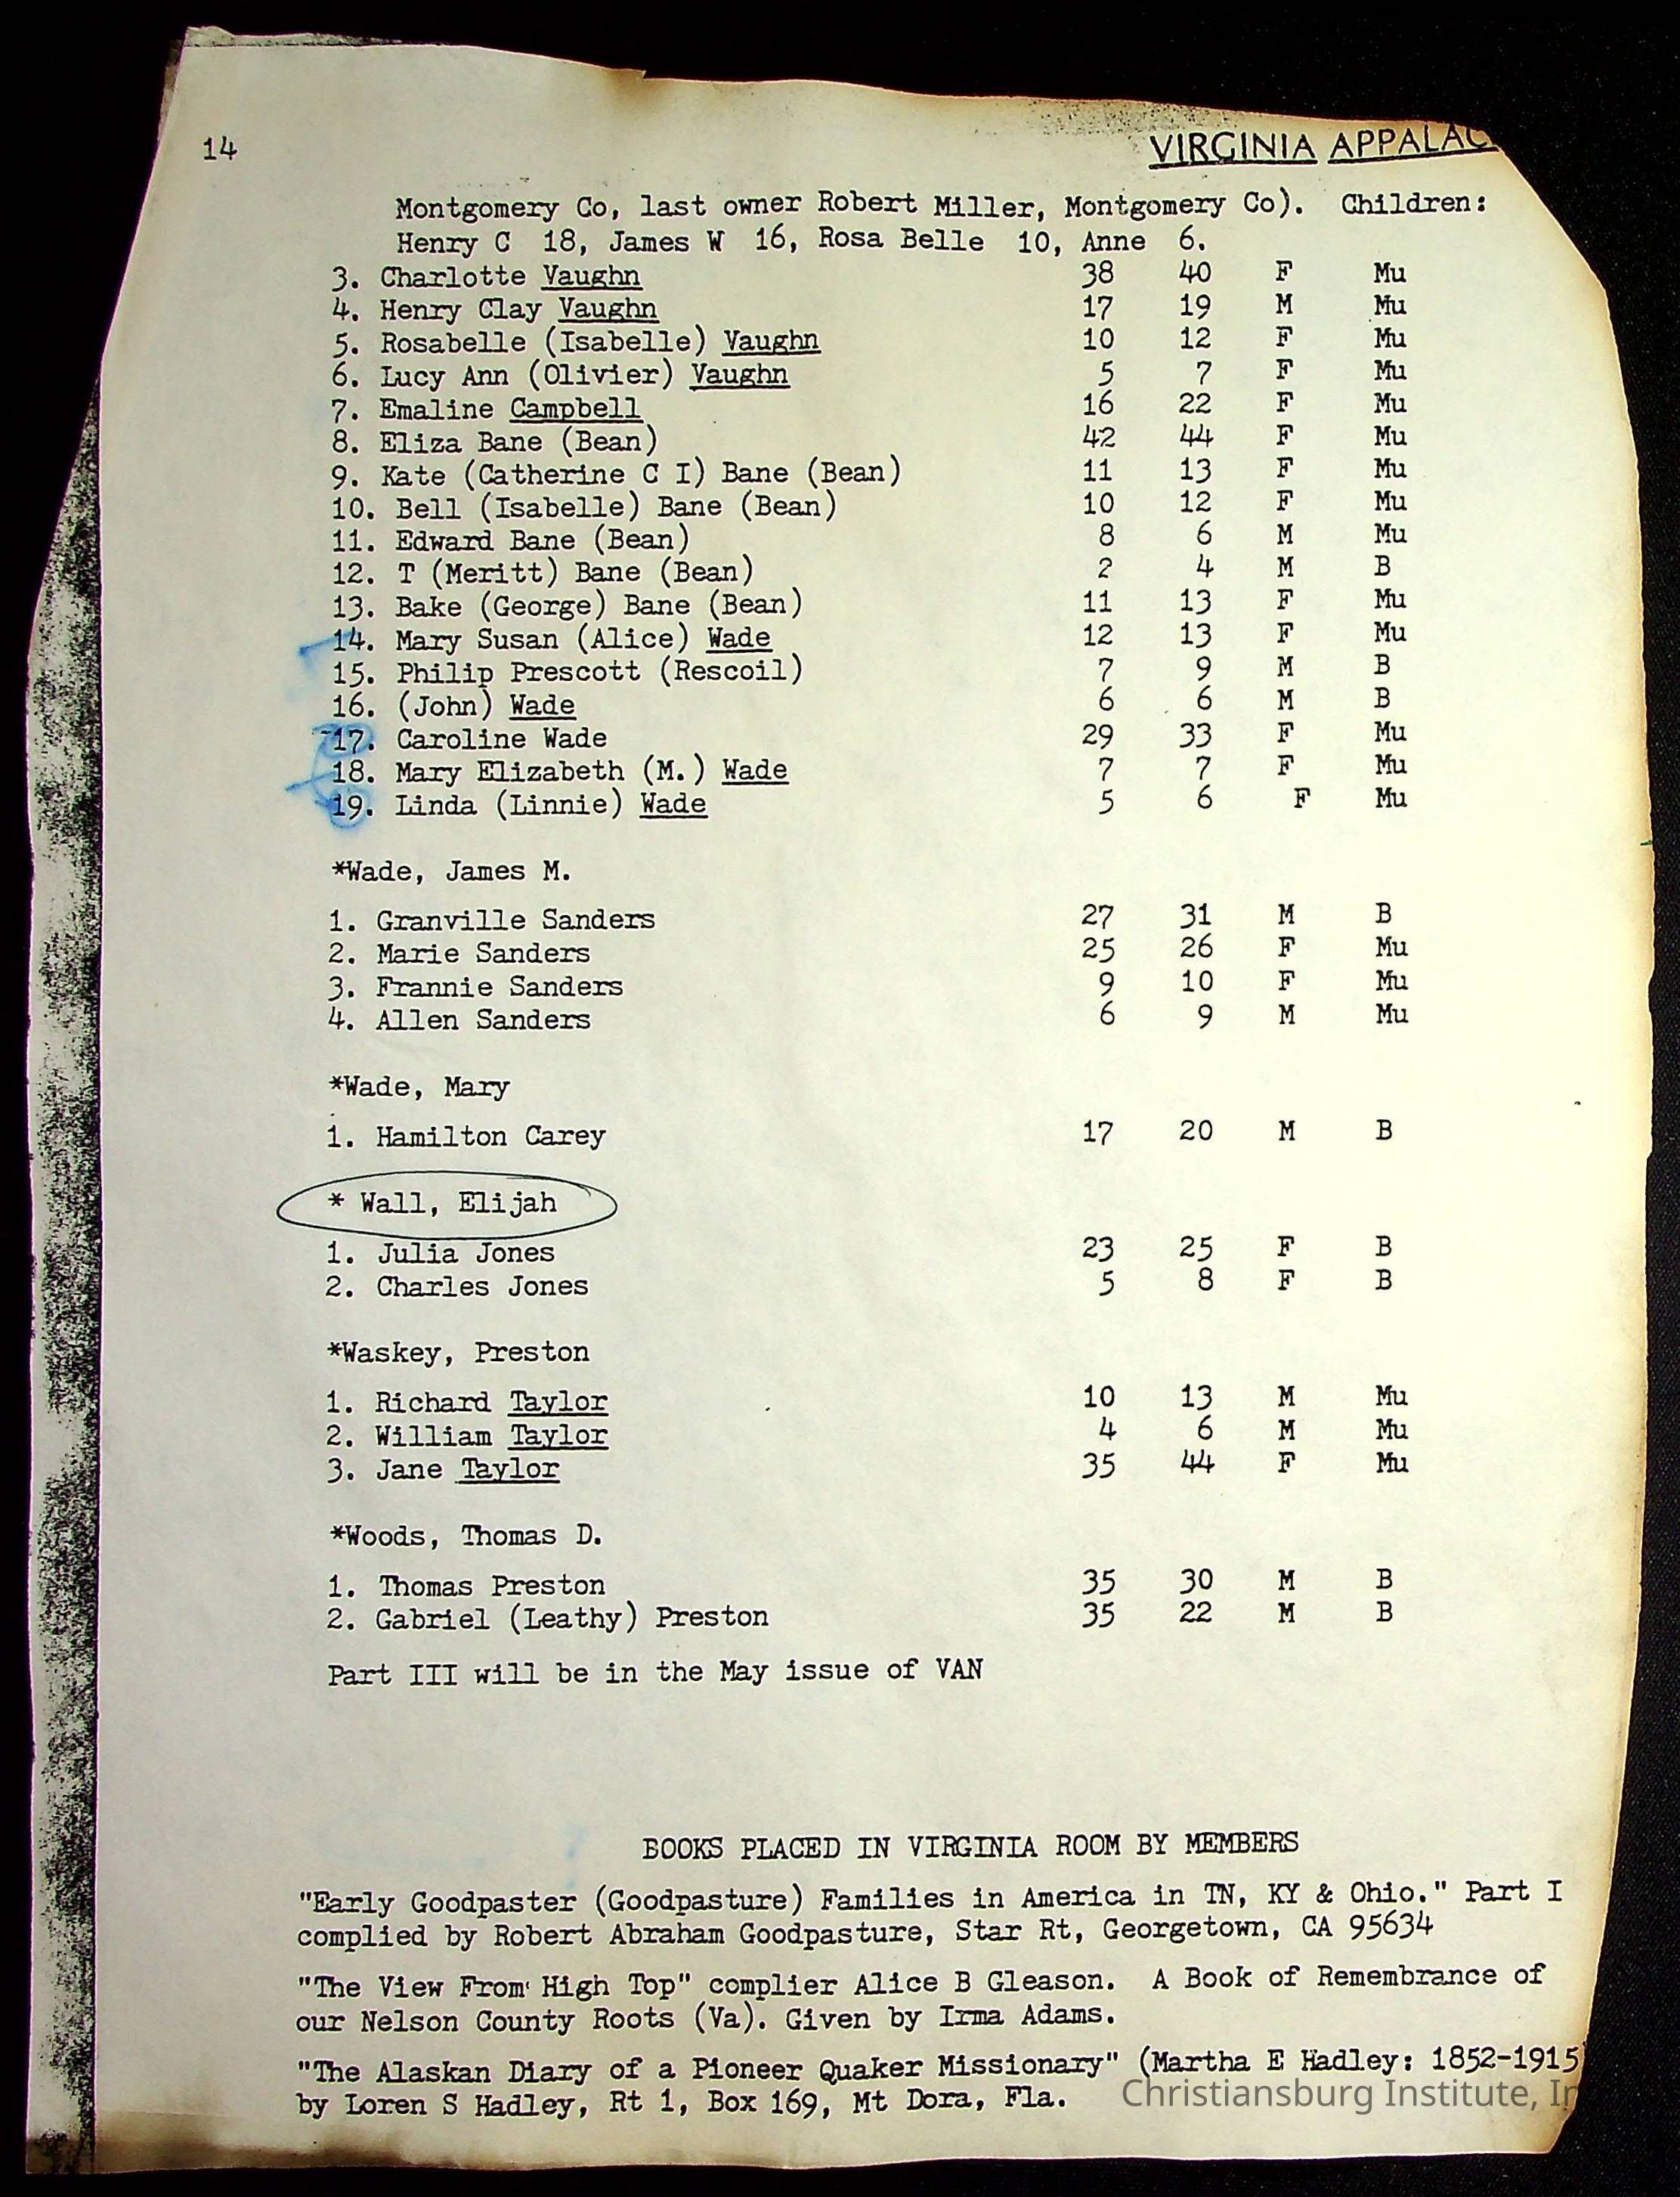 14
VIRGINIA APPALAC
Montgomery Co, last owner Robert Miller, Montgomery Co). Children:
Henry C 18, James W 16, Rosa Belle 10, Anne 6.
3. Charlotte Vaughn 38 40 F Mu
4. Henry Clay Vaughn 17 19 M Mu
5. Rosabelle (Isabelle) Vaughn 10 12 F Mu
6. Lucy Ann (Olivier) Vaughn 5 7 F Mu
7. Emaline Campbell 16 22 F Mu
8. Eliza Bane (Bean) 42 44 F Mu
9. Kate (Catherine C I) Bane (Bean) 11 13 F Mu
10. Bell (Isabelle) Bane (Bean) 10 12 F Mu
11. Edward Bane (Bean) 8 6 M Mu
12. T (Meritt) Bane (Bean) 2 4 M B
13. Bake (George) Bane (Bean) 11 13 F Mu
14. Mary Susan (Alice) Wade 12 13 F Mu
15. Philip Prescott (Rescoil) 7 9 M B
16. (John) Wade 6 6 M B
17. Caroline Wade 29 33 F Mu
18. Mary Elizabeth (M.) Wade 7 7 F Mu
19. Linda (Linnie) Wade 5 6 F Mu
*Wade, James M.
1. Granville Sanders 27 31 M B
2. Marie Sanders 25 26 F Mu
3. Frannie Sanders 9 10 F Mu
4. Allen Sanders 6 9 M Mu
*Wade, Mary
1. Hamilton Carey 17 20 M B
* Wall, Elijah
1. Julia Jones 23 25 F B
2. Charles Jones 5 8 F B
*Waskey, Preston
1. Richard Taylor 10 13 M Mu
2. William Taylor 4 6 M Mu
3. Jane Taylor 35 44 F Mu
*Woods, Thomas D.
1. Thomas Preston 35 30 M B
2. Gabriel (Leathy) Preston 35 22 M B
Part III will be in the May issue of VAN
BOOKS PLACED IN VIRGINIA ROOM BY MEMBERS
"Early Goodpaster (Goodpasture) Families in America in TN, KY & Ohio." Part I
complied by Robert Abraham Goodpasture, Star Rt, Georgetown, CA 95634
"The View From High Top" complier Alice B Gleason. A Book of Remembrance of
our Nelson County Roots (Va). Given by Irma Adams.
"The Alaskan Diary of a Pioneer Quaker Missionary" (Martha E Hadley: 1852-1915
by Loren S Hadley, Rt 1, Box 169, Mt Dora, Fla.
Christiansburg Institute, In